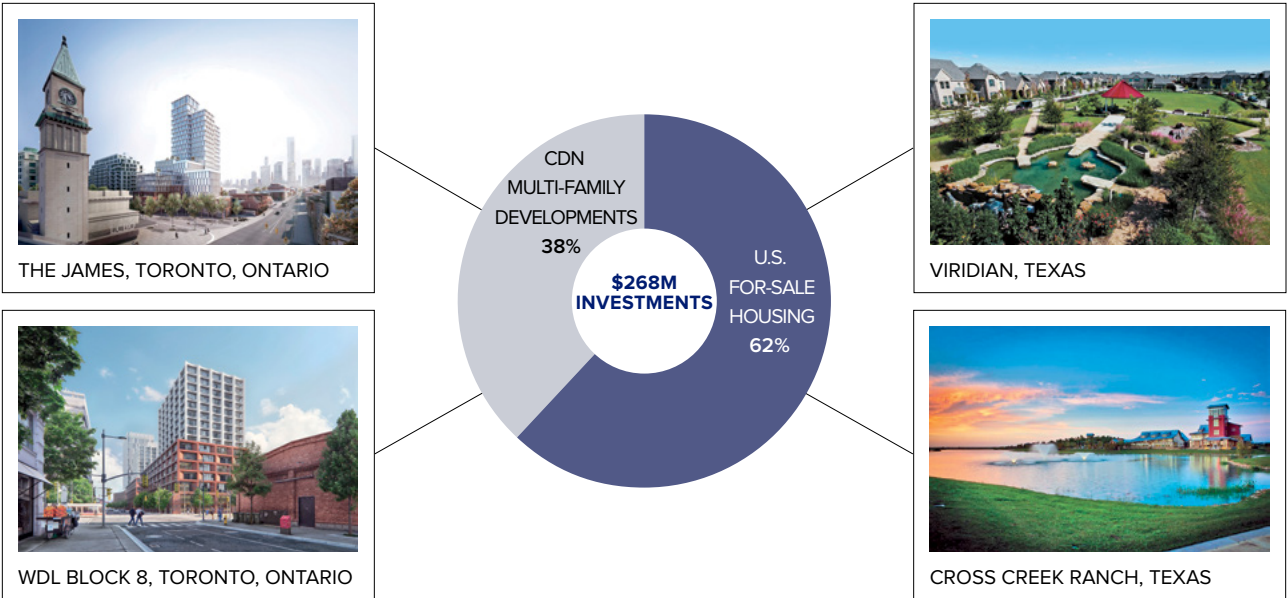 THE JAMES, TORONTO, ONTARIO
WDL BLOCK 8, TORONTO, ONTARIO
CDN
MULTI-FAMILY
DEVELOPMENTS
38%
$268M
INVESTMENTS
U.S.
FOR-SALE
HOUSING
62%
VIRIDIAN, TEXAS
CROSS CREEK RANCH, TEXAS